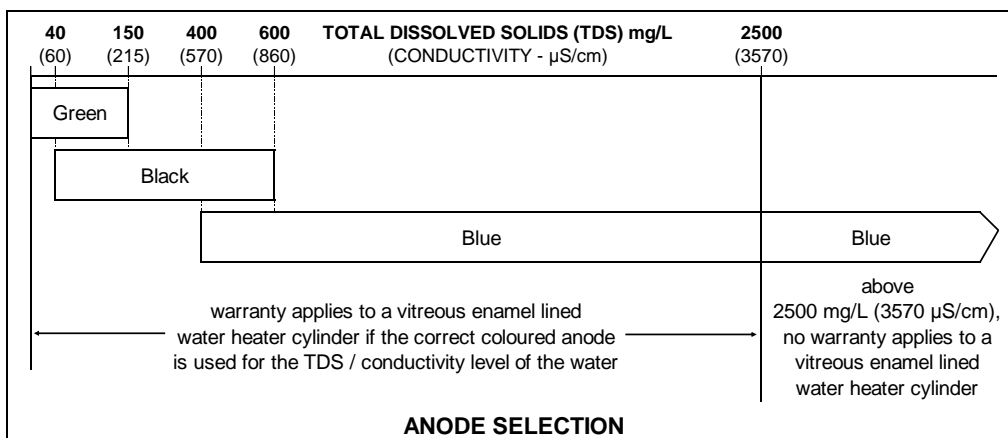 40 150 400 600 TOTAL DISSOLVED SOLIDS (TDS) mg/L 2500
(60) (215) (570) (860) (CONDUCTIVITY - µS/cm) (3570)
Green
Black
Blue Blue
warranty applies to a vitreous enamel lined
water heater cylinder if the correct coloured anode
is used for the TDS / conductivity level of the water
above
2500 mg/L (3570 µS/cm),
no warranty applies to a
vitreous enamel lined
water heater cylinder
ANODE SELECTION